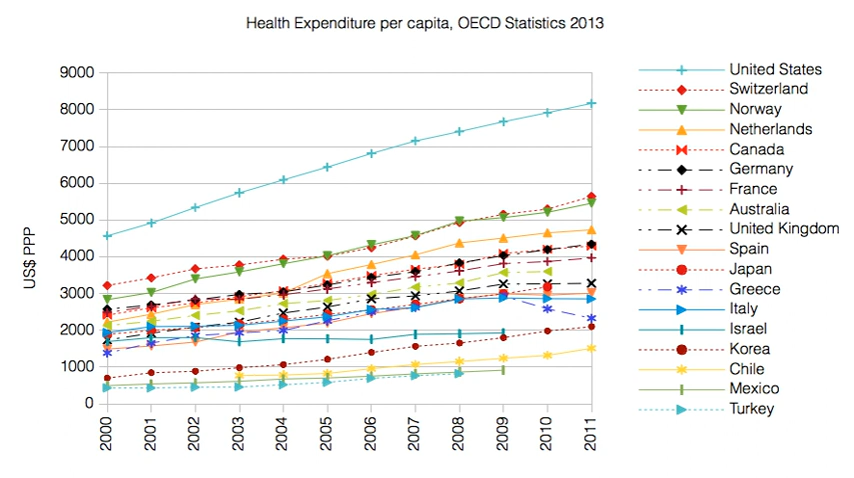 Health Expenditure per capita, OECD Statistics 2013
US$ PPP
9000
8000
7000
6000
5000
4000
3000
2000
1000
0
2000
2001
2002
2003
2004
2005
2006
2007
2008
2009
2010
2011
United States
Switzerland
Norway
Netherlands
Canada
Germany
France
Australia
United Kingdom
Spain
Japan
Greece
Italy
Israel
Korea
Chile
Mexico
Turkey